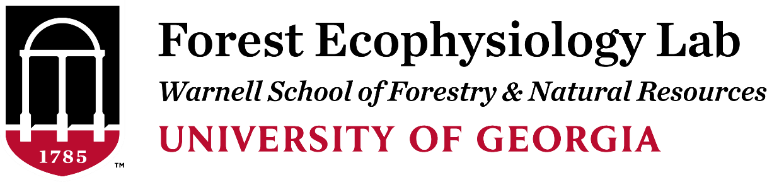 Forest Ecophysiology Lab
Warnell School of Forestry & Natural Resources
UNIVERSITY OF GEORGIA
1785
TM